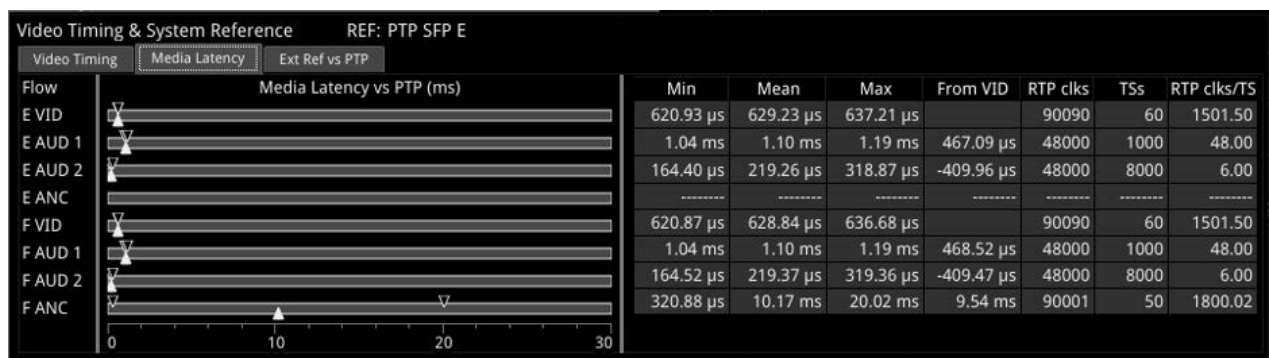 Video Timing & System Reference REF: PTP SFP E
Video Timing Media Latency Ext Ref vs PTP
Flow Media Latency vs PTP (ms) Min Mean Max From VID RTP clks TSs RTP clks/TS
E VID 620.93 µs 629.23 µs 637.21 µs 90090 60 1501.50
E AUD 1 1.04 ms 1.10 ms 1.19 ms 467.09 µs 48000 1000 48.00
E AUD 2 164.40 µs 219.26 µs 318.87 µs -409.96 µs 48000 8000 6.00
E ANC -------- -------- -------- -------- -------- -------- --------
F VID 620.87 µs 628.84 µs 636.68 µs 90090 60 1501.50
F AUD 1 1.04 ms 1.10 ms 1.19 ms 468.52 µs 48000 1000 48.00
F AUD 2 164.52 µs 219.37 µs 319.36 µs -409.47 µs 48000 8000 6.00
F ANC 320.88 µs 10.17 ms 20.02 ms 9.54 ms 90001 50 1800.02
0 10 20 30